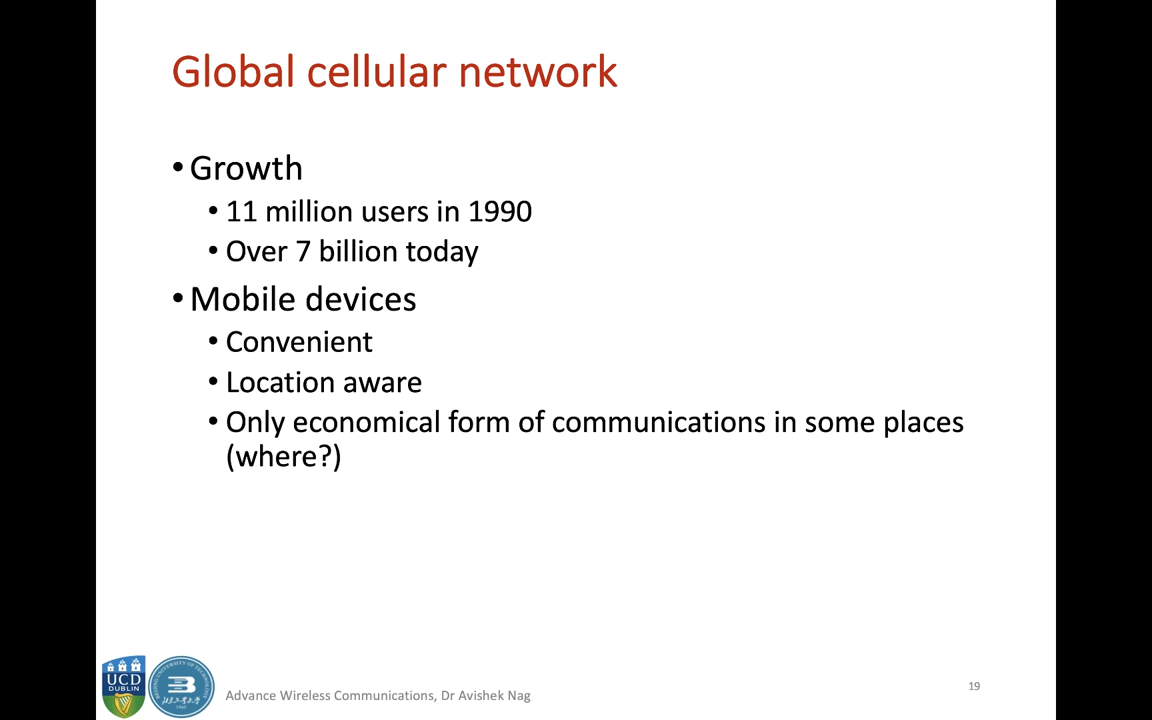 Global cellular network
• Growth
• 11 million users in 1990
• Over 7 billion today
• Mobile devices
• Convenient
• Location aware
• Only economical form of communications in some places
(where?)
UCD
DUBLIN
Advance Wireless Communications, Dr Avishek Nag
19